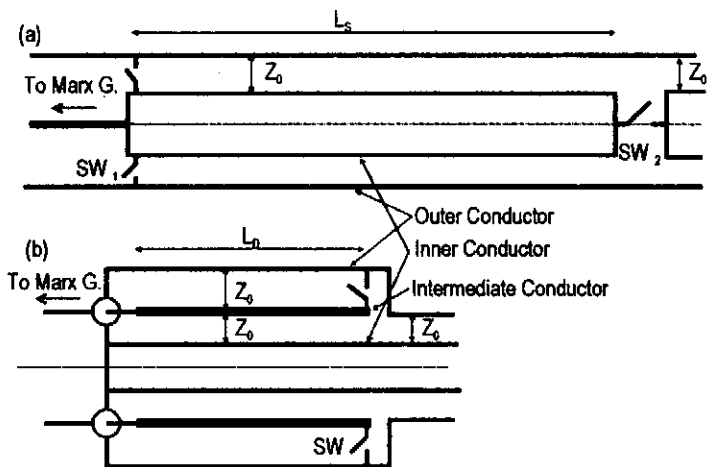 (a)
L_S
Z_0
Z_0
To Marx G.
SW_1
SW_2
Outer Conductor
Inner Conductor
Intermediate Conductor
(b)
L_D
To Marx G.
Z_0
Z_0
Z_0
SW